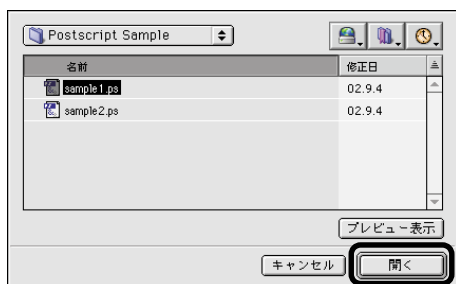 Postscript Sample
名前 修正日
sample1.ps 02.9.4
sample2.ps 02.9.4
プレビュー表示
キャンセル 開く